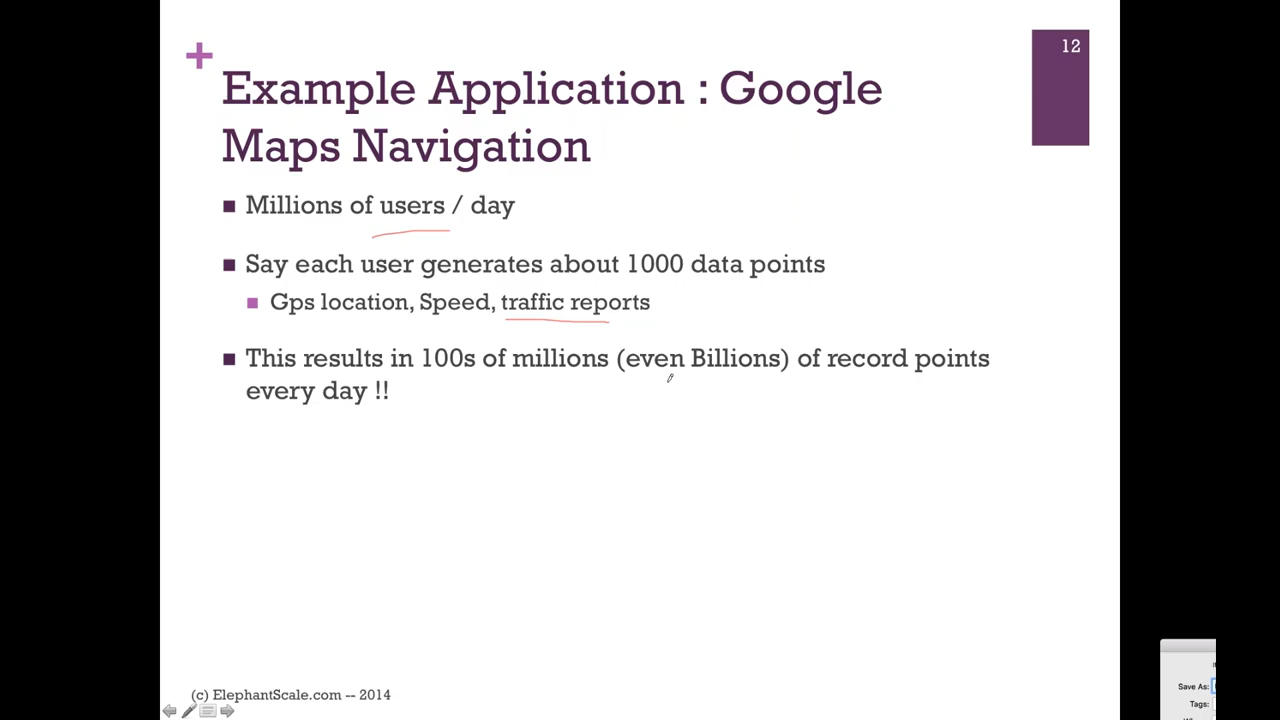 12
Example Application : Google
Maps Navigation
Millions of users / day
Say each user generates about 1000 data points
Gps location, Speed, traffic reports
This results in 100s of millions (even Billions) of record points
every day !!
(c) ElephantScale.com -- 2014
Save As:
Tags: